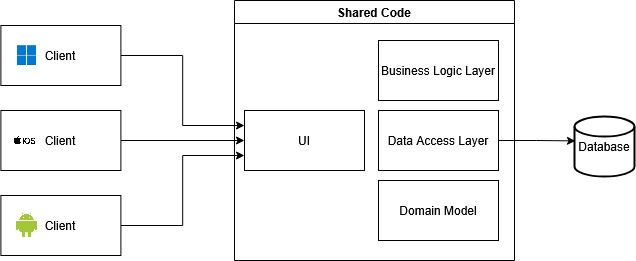 Shared Code
Client
Business Logic Layer
iOS Client
UI
Data Access Layer
Database
Client
Domain Model